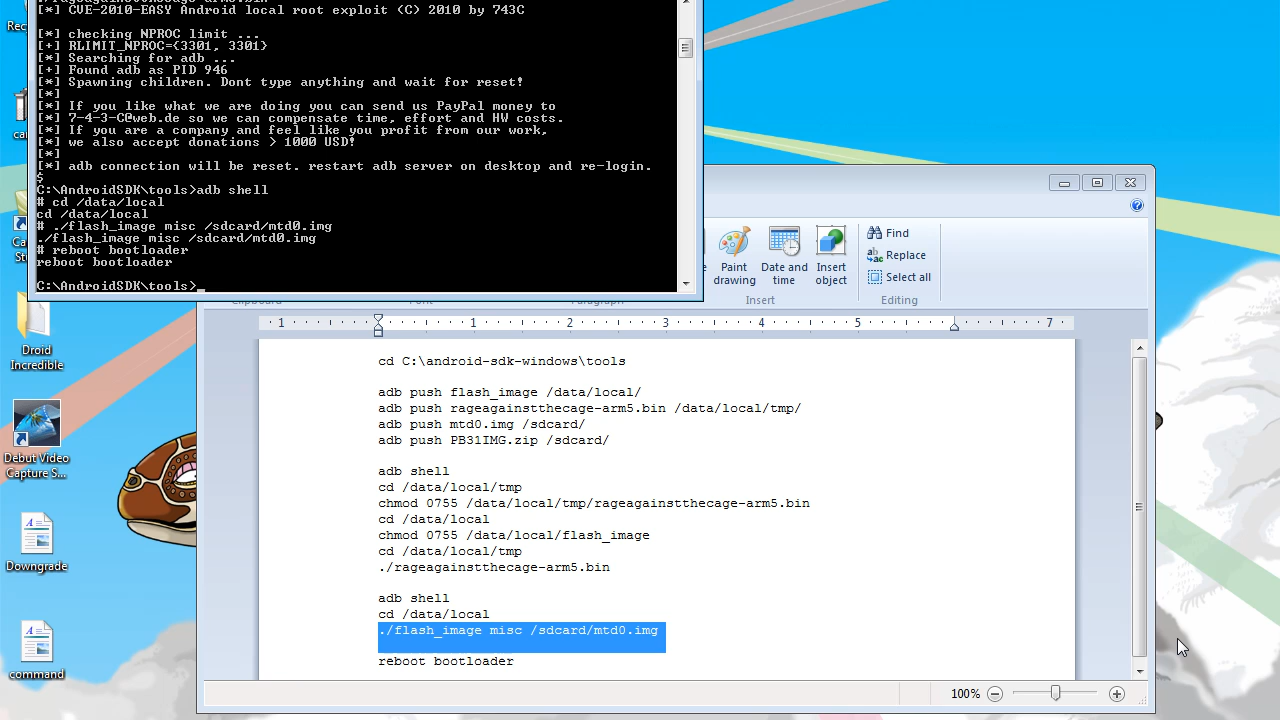 [*] CVE-2010-EASY Android local root exploit (C) 2010 by 743C
[*] checking NPROC limit ...
[+] RLIMIT_NPROC={3301, 3301}
[*] Searching for adb ...
[+] Found adb as PID 946
[*] Spawning children. Dont type anything and wait for reset!
[*]
[*] If you like what we are doing you can send us PayPal money to
[*] 7-4-3-C@web.de so we can compensate time, effort and HW costs.
[*] If you are a company and feel like you profit from our work,
[*] we also accept donations > 1000 USD!
[*]
[*] adb connection will be reset. restart adb server on desktop and re-login.
$
C:\AndroidSDK\tools>adb shell
# cd /data/local
cd /data/local
# ./flash_image misc /sdcard/mtd0.img
./flash_image misc /sdcard/mtd0.img
# reboot bootloader
reboot bootloader
C:\AndroidSDK\tools>_
Find
Replace
Select all
Paint drawing
Date and time
Insert object
Insert
Editing
1 1 2 3 4 5 7
cd C:\android-sdk-windows\tools
adb push flash_image /data/local/
adb push rageagainstthecage-arm5.bin /data/local/tmp/
adb push mtd0.img /sdcard/
adb push PB31IMG.zip /sdcard/
adb shell
cd /data/local/tmp
chmod 0755 /data/local/tmp/rageagainstthecage-arm5.bin
cd /data/local
chmod 0755 /data/local/flash_image
cd /data/local/tmp
./rageagainstthecage-arm5.bin
adb shell
cd /data/local
./flash_image misc /sdcard/mtd0.img
reboot bootloader
100%
Droid Incredible
Debut Video Capture S...
Downgrade
command